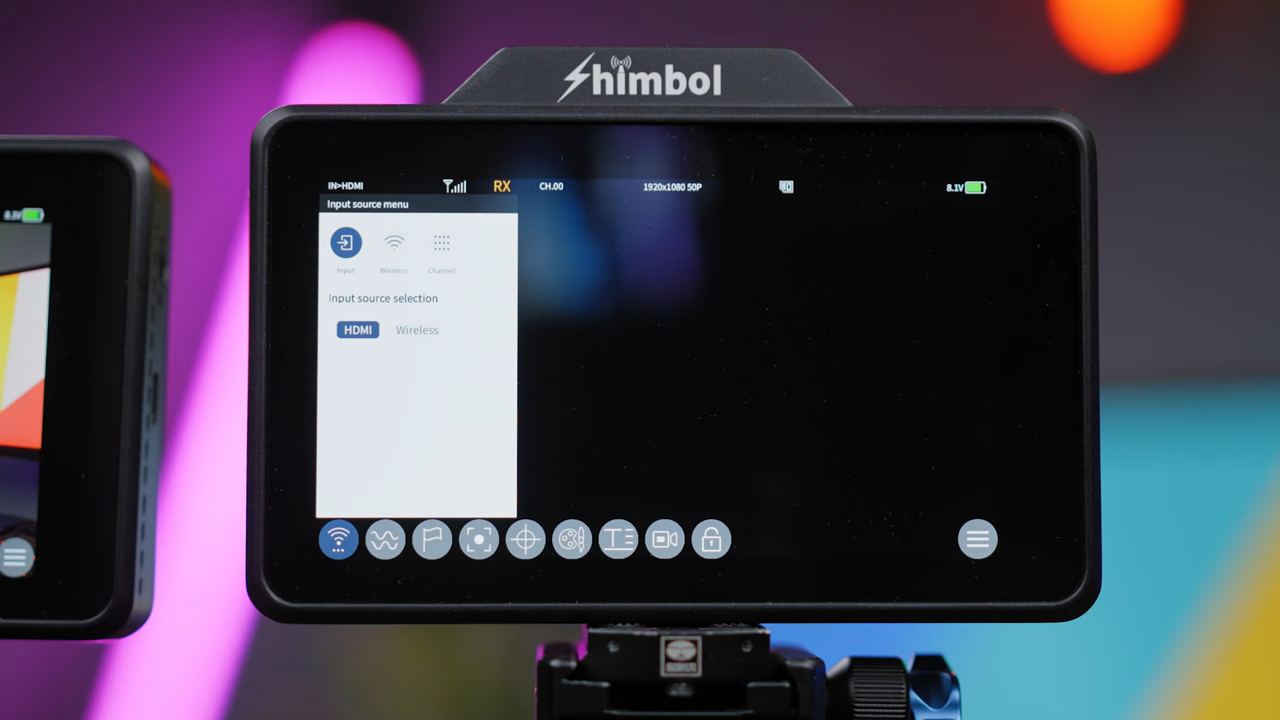 Shimbol
IN>HDMI RX CH.00 1920x1080 50P 8.1V
Input source menu
Input Wireless Channel
Input source selection
HDMI Wireless
8.1V